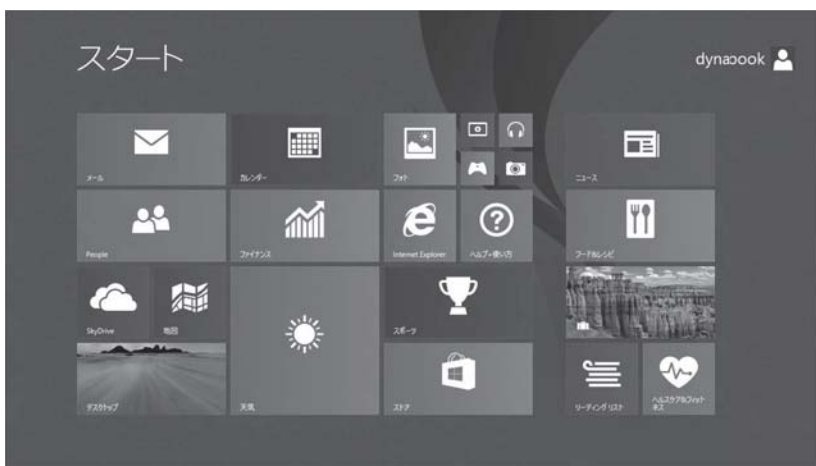 スタート
dynabook
メール
カレンダー
フォト
ニュース
People
ファイナンス
Internet Explorer
ヘルプ+使い方
フード&レシピ
SkyDrive
地図
天気
スポーツ
デスクトップ
ストア
リーディング リスト
ヘルスケア&フィット
ネス